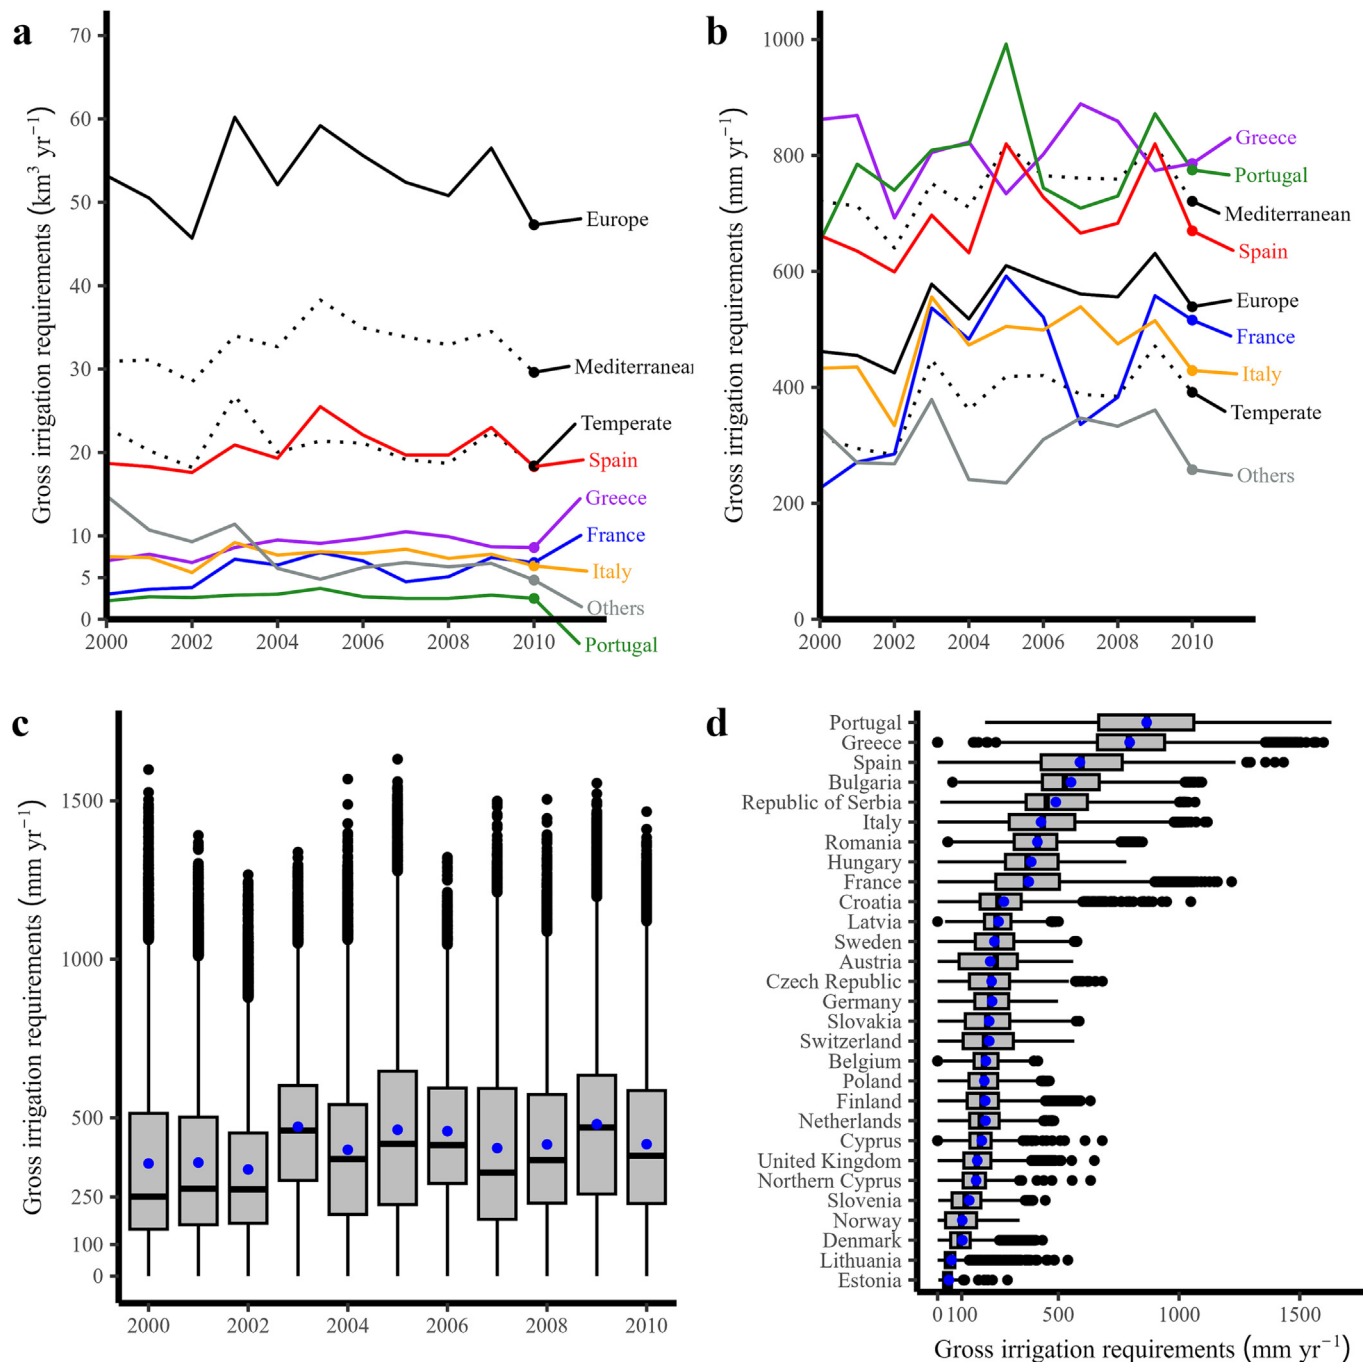 a
Gross irrigation requirements (km³ yr⁻¹)
70
60
50
40
30
20
10
5
0
2000 2002 2004 2006 2008 2010
Europe
Mediterranean
Temperate
Spain
Greece
France
Italy
Others
Portugal
b
Gross irrigation requirements (mm yr⁻¹)
1000
800
600
400
200
0
2000 2002 2004 2006 2008 2010
Greece
Portugal
Mediterranean
Spain
Europe
France
Italy
Temperate
Others
c
Gross irrigation requirements (mm yr⁻¹)
1500
1000
500
250
100
0
2000 2002 2004 2006 2008 2010
d
Portugal
Greece
Spain
Bulgaria
Republic of Serbia
Italy
Romania
Hungary
France
Croatia
Latvia
Sweden
Austria
Czech Republic
Germany
Slovakia
Switzerland
Belgium
Poland
Finland
Netherlands
Cyprus
United Kingdom
Northern Cyprus
Slovenia
Norway
Denmark
Lithuania
Estonia
0 100 500 1000 1500
Gross irrigation requirements (mm yr⁻¹)